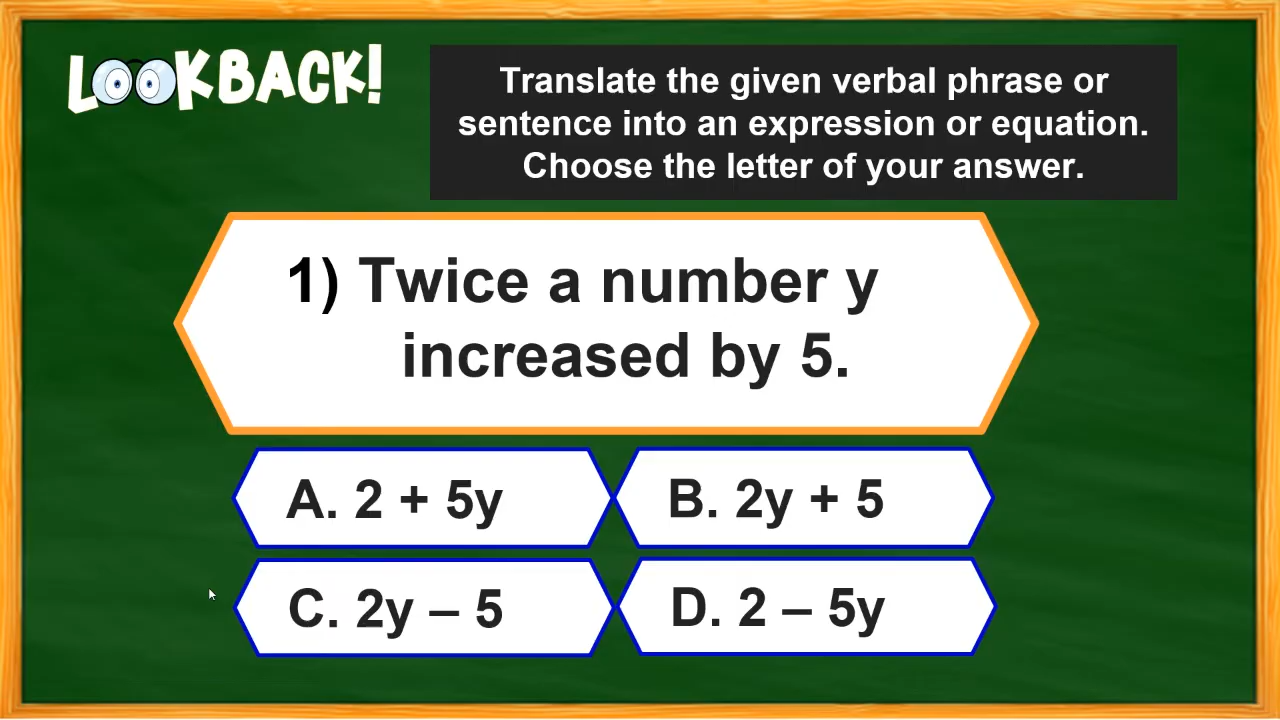 LOOKBACK!
Translate the given verbal phrase or
sentence into an expression or equation.
Choose the letter of your answer.
1) Twice a number y
increased by 5.
A. 2 + 5y
B. 2y + 5
C. 2y – 5
D. 2 – 5y